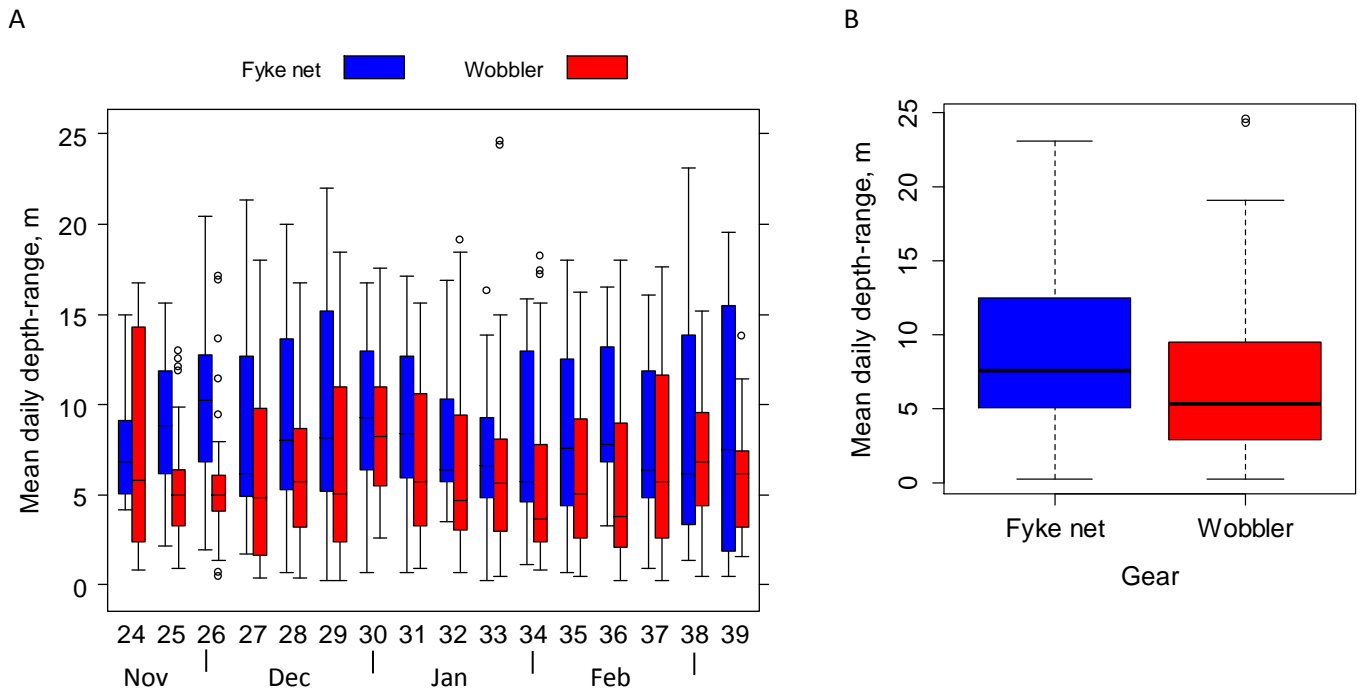 A
B
Fyke net
Wobbler
Mean daily depth-range, m
25
20
15
10
5
0
24 25 26 27 28 29 30 31 32 33 34 35 36 37 38 39
Nov | Dec | Jan | Feb |
Mean daily depth-range, m
25
20
15
10
5
0
Fyke net Wobbler
Gear